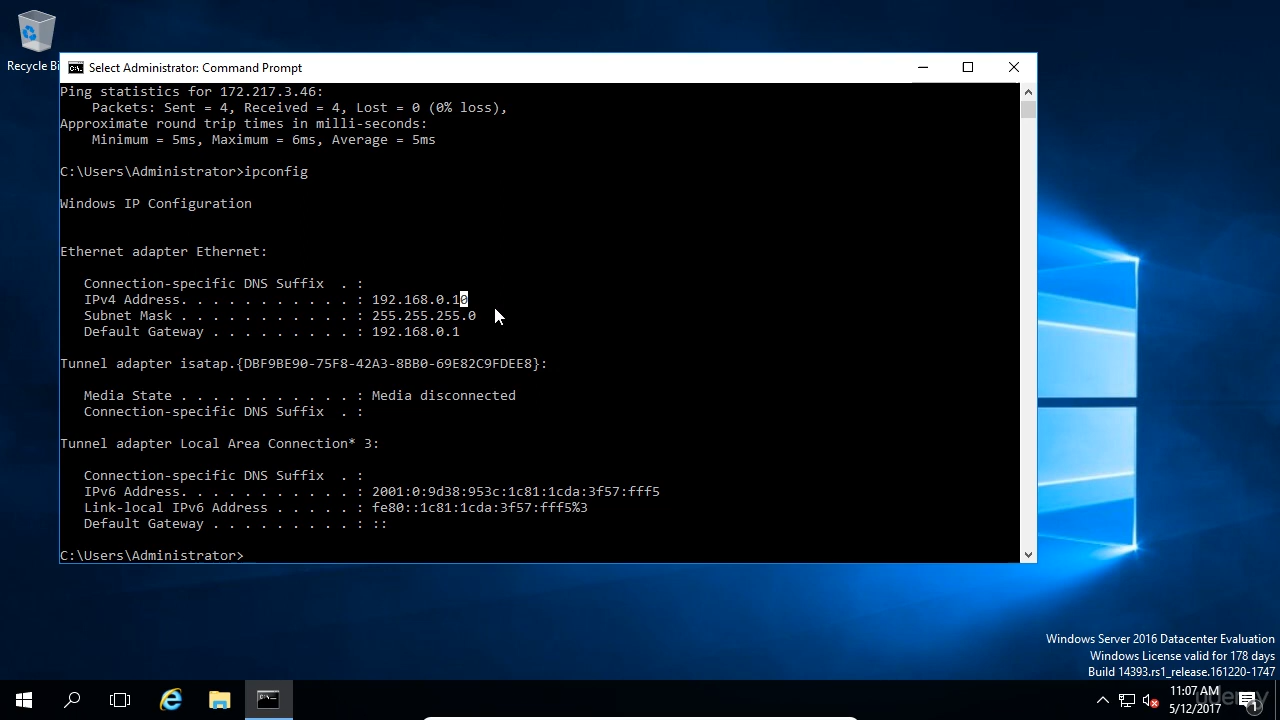 Recycle Bi
Select Administrator: Command Prompt
Ping statistics for 172.217.3.46:
Packets: Sent = 4, Received = 4, Lost = 0 (0% loss),
Approximate round trip times in milli-seconds:
Minimum = 5ms, Maximum = 6ms, Average = 5ms
C:\Users\Administrator>ipconfig
Windows IP Configuration
Ethernet adapter Ethernet:
Connection-specific DNS Suffix  . :
IPv4 Address. . . . . . . . . . . : 192.168.0.10
Subnet Mask . . . . . . . . . . . : 255.255.255.0
Default Gateway . . . . . . . . . : 192.168.0.1
Tunnel adapter isatap.{DBF9BE90-75F8-42A3-8BB0-69E82C9FDEE8}:
Media State . . . . . . . . . . . : Media disconnected
Connection-specific DNS Suffix  . :
Tunnel adapter Local Area Connection* 3:
Connection-specific DNS Suffix  . :
IPv6 Address. . . . . . . . . . . : 2001:0:9d38:953c:1c81:1cda:3f57:fff5
Link-local IPv6 Address . . . . . : fe80::1c81:1cda:3f57:fff5%3
Default Gateway . . . . . . . . . : ::
C:\Users\Administrator>
Windows Server 2016 Datacenter Evaluation
Windows License valid for 178 days
Build 14393.rs1_release.161220-1747
11:07 AM
5/12/2017
udemy
1